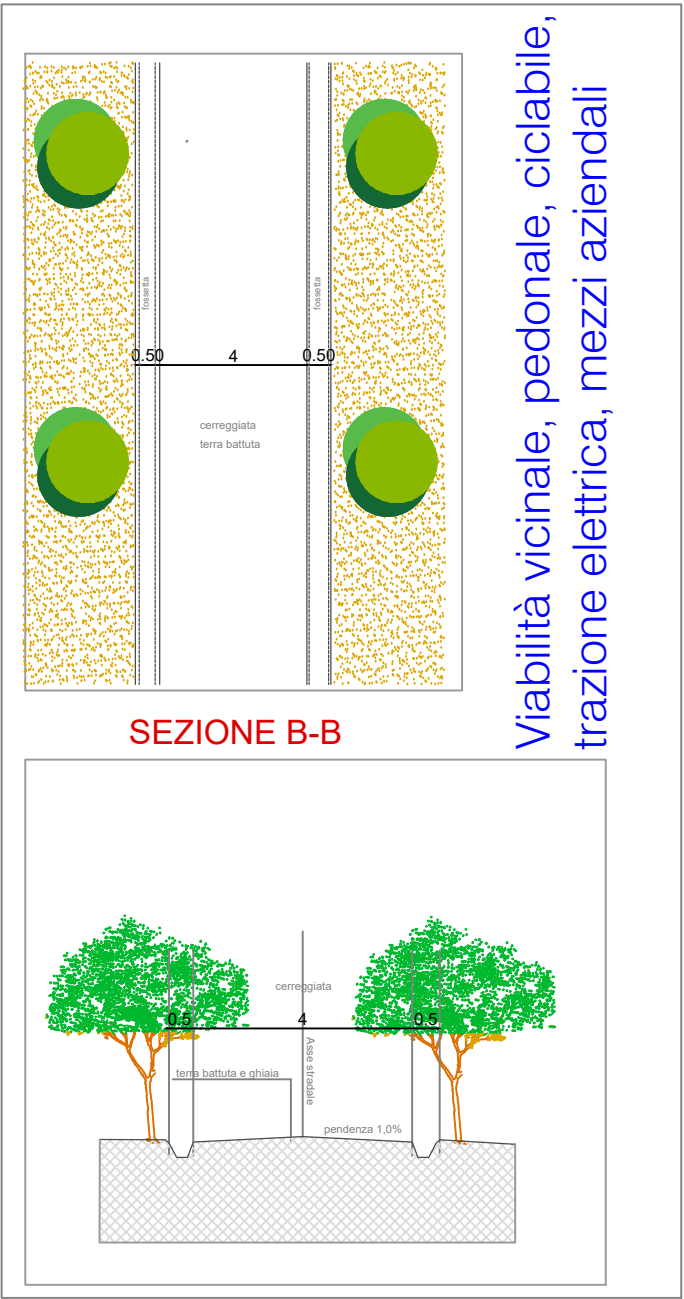 Viabilità vicinale, pedonale, ciclabile,
trazione elettrica, mezzi aziendali
fossetta
fossetta
0.50 4 0.50
cerreggiata
terra battuta
SEZIONE B-B
cerreggiata
0.5 4 0.5
Asse stradale
terra battuta e ghiaia
pendenza 1,0%